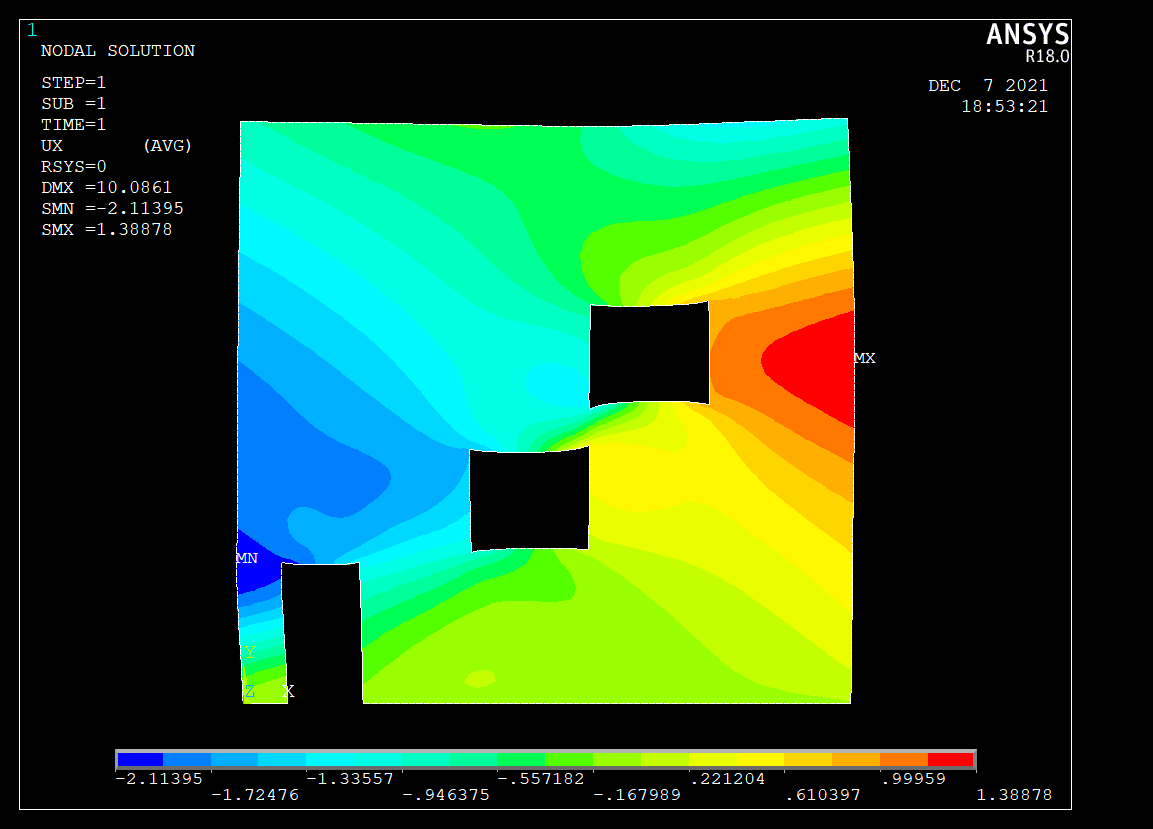 1
NODAL SOLUTION
STEP=1
SUB =1
TIME=1
UX (AVG)
RSYS=0
DMX =10.0861
SMN =-2.11395
SMX =1.38878
ANSYS
R18.0
DEC 7 2021
18:53:21
MX
MN
Y
Z X
-2.11395 -1.33557 -.557182 .221204 .99959
-1.72476 -.946375 -.167989 .610397 1.38878